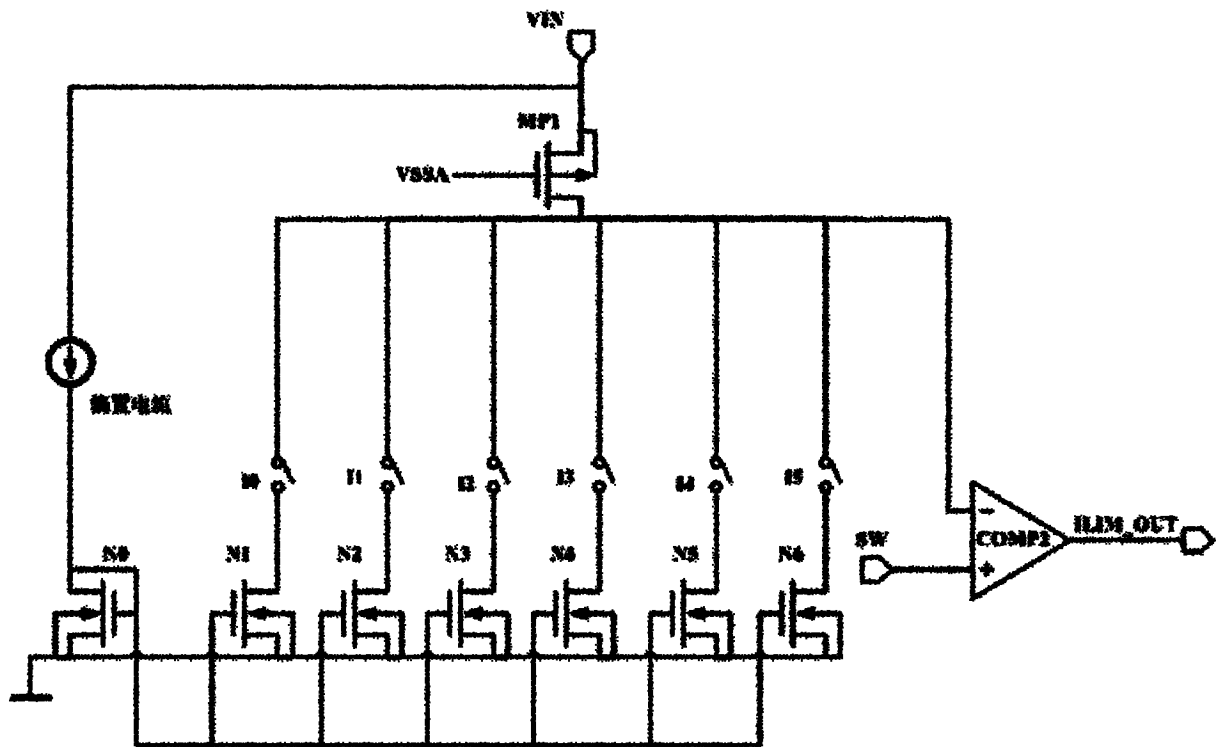 VIN
MP1
VSSA
偏置电流
I0
I1
I2
I3
I4
I5
N0
N1
N2
N3
N4
N5
N6
SW
COMP2
ILIM_OUT